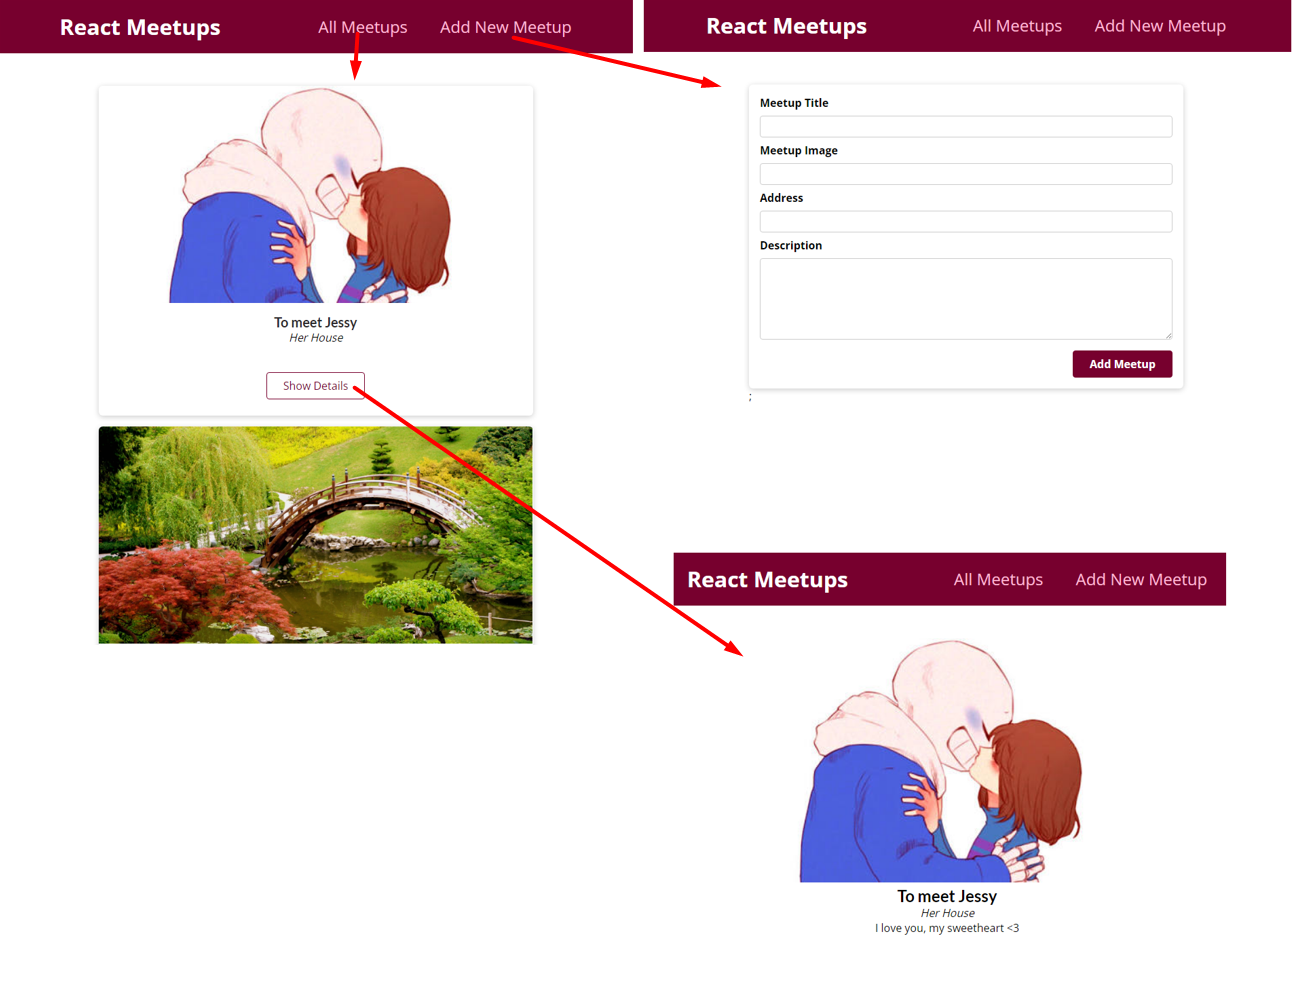 React Meetups All Meetups Add New Meetup
To meet Jessy
Her House
Show Details
React Meetups All Meetups Add New Meetup
Meetup Title
Meetup Image
Address
Description
Add Meetup
;
React Meetups All Meetups Add New Meetup
To meet Jessy
Her House
I love you, my sweetheart <3